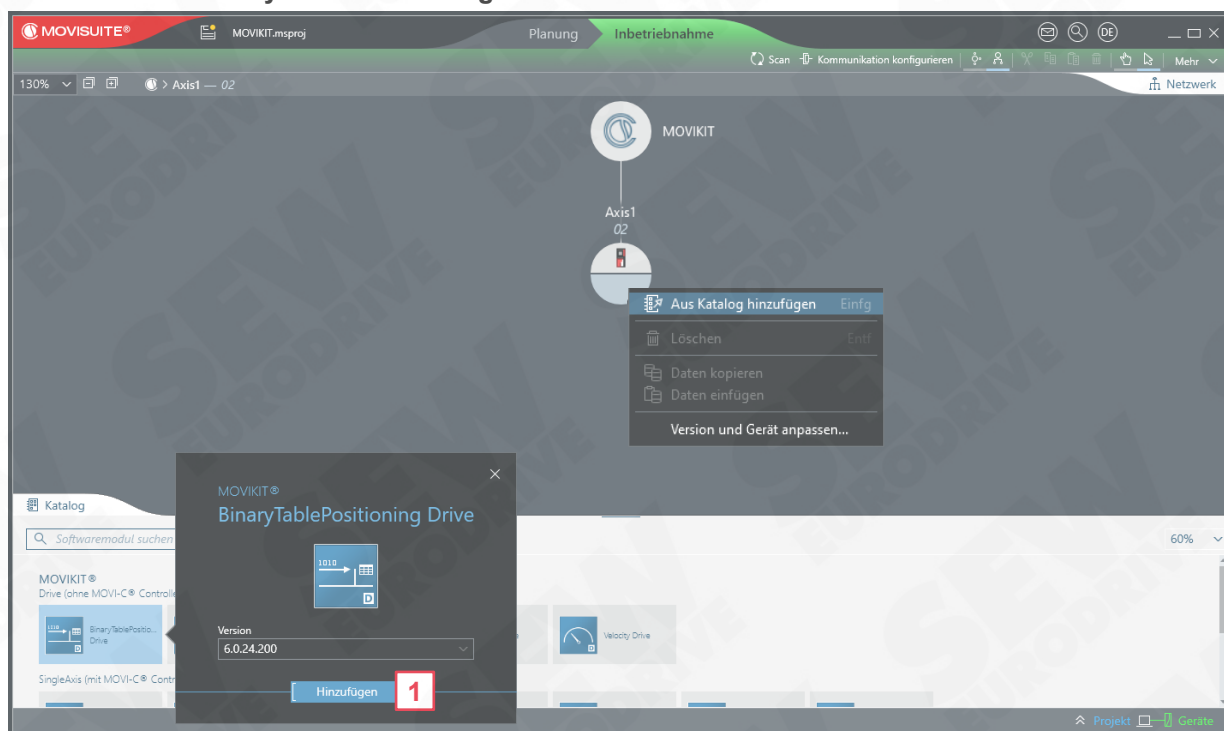 MOVISUITE®
MOVIKIT.msproj
Planung
Inbetriebnahme
DE
Scan
Kommunikation konfigurieren
Mehr
130%
Axis1 — 02
Netzwerk
MOVIKIT
Axis1
02
Aus Katalog hinzufügen Einfg
Löschen Entf
Daten kopieren
Daten einfügen
Version und Gerät anpassen...
Katalog
Softwaremodul suchen
60%
MOVIKIT®
Drive (ohne MOVI-C® Controlle
BinaryTablePositio...
Drive
Velocity Drive
SingleAxis (mit MOVI-C® Contr
MOVIKIT®
BinaryTablePositioning Drive
1010
D
Version
6.0.24.200
Hinzufügen
1
Projekt
Geräte
SEW
EURODRIVE